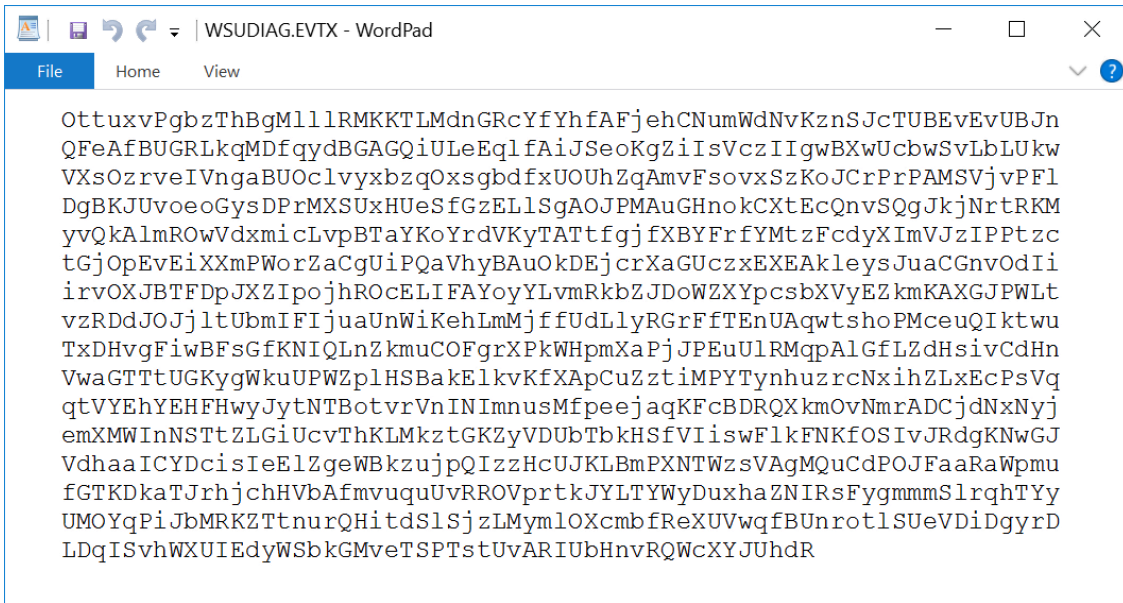 WSUDIAG.EVTX - WordPad
File Home View
OttuxvPgbzThBgMlllRMKKTLMdnGRcYfYhfAFjehCNumWdNvKznSJcTUBEvEvUBJn
QFeAfBUGRLkqMDfqydBGAGQiULeEqlfAiJSeoKgZiIsVczIIgwBXwUcbwSvLbLUkw
VXsOzrveIVngaBUOclvyxbzqOxsgbdfxUOUhZqAmvFsovxSzKoJCrPrPAMSVjvPFl
DgBKJUvoeoGysDPrMXSUxHUeSfGzELlSgAOJPMAuGHnokCXtEcQnvSQgJkjNrtRKM
yvQkAlmROwVdxmicLvpBTaYKoYrdVKyTATtfgjfXBYFrfYMtzFcdyXImVJzIPPtzc
tGjOpEvEiXXmPWorZaCgUiPQaVhyBAuOkDEjcrXaGUczxEXEAkleysJuaCGnvOdIi
irvOXJBTFDpJXZIpojhROcELIFAYoyYLvmRkbZJDoWZXYpcsbXVyEZkmKAXGJPWLt
vzRDdJOJjltUbmIFIjuaUnWiKehLmMjffUdLlyRGrFfTEnUAqwtshoPMceuQIktwu
TxDHvgFiwBFsGfKNIQLnZkmuCOFgrXPkWHpmXaPjJPEuUlRMqpAlGfLZdHsivCdHn
VwaGTTtUGKygWkuUPWZplHSBakElkvKfXApCuZztiMPYTynhuzrcNxihZLxEcPsVq
qtVYEhYEHFHwyJytNTBotvrVnINImnusMfpeejaqKFcBDRQXkmOvNmrADCjdNxNyj
emXMWInNSTtZLGiUcvThKLMkztGKZyVDUbTbkHSfVIiswFlkFNKfOSIvJRdgKNwGJ
VdhaaICYDcisIeElZgeWBkzujpQIzzHcUJKLBmPXNTWzsVAgMQuCdPOJFaaRaWpmu
fGTKDkaTJrhjchHVbAfmvuquUvRROVprtkJYLTYWyDuxhaZNIRsFygmmmSlrqhTYy
UMOYqPiJbMRKZTtnurQHitdSlSjzLMymlOXcmbfReXUVwqfBUnrotlSUeVDiDgyrD
LDqISvhWXUIEdyWSbkGMveTSPTstUvARIUbHnvRQWcXYJUhdR